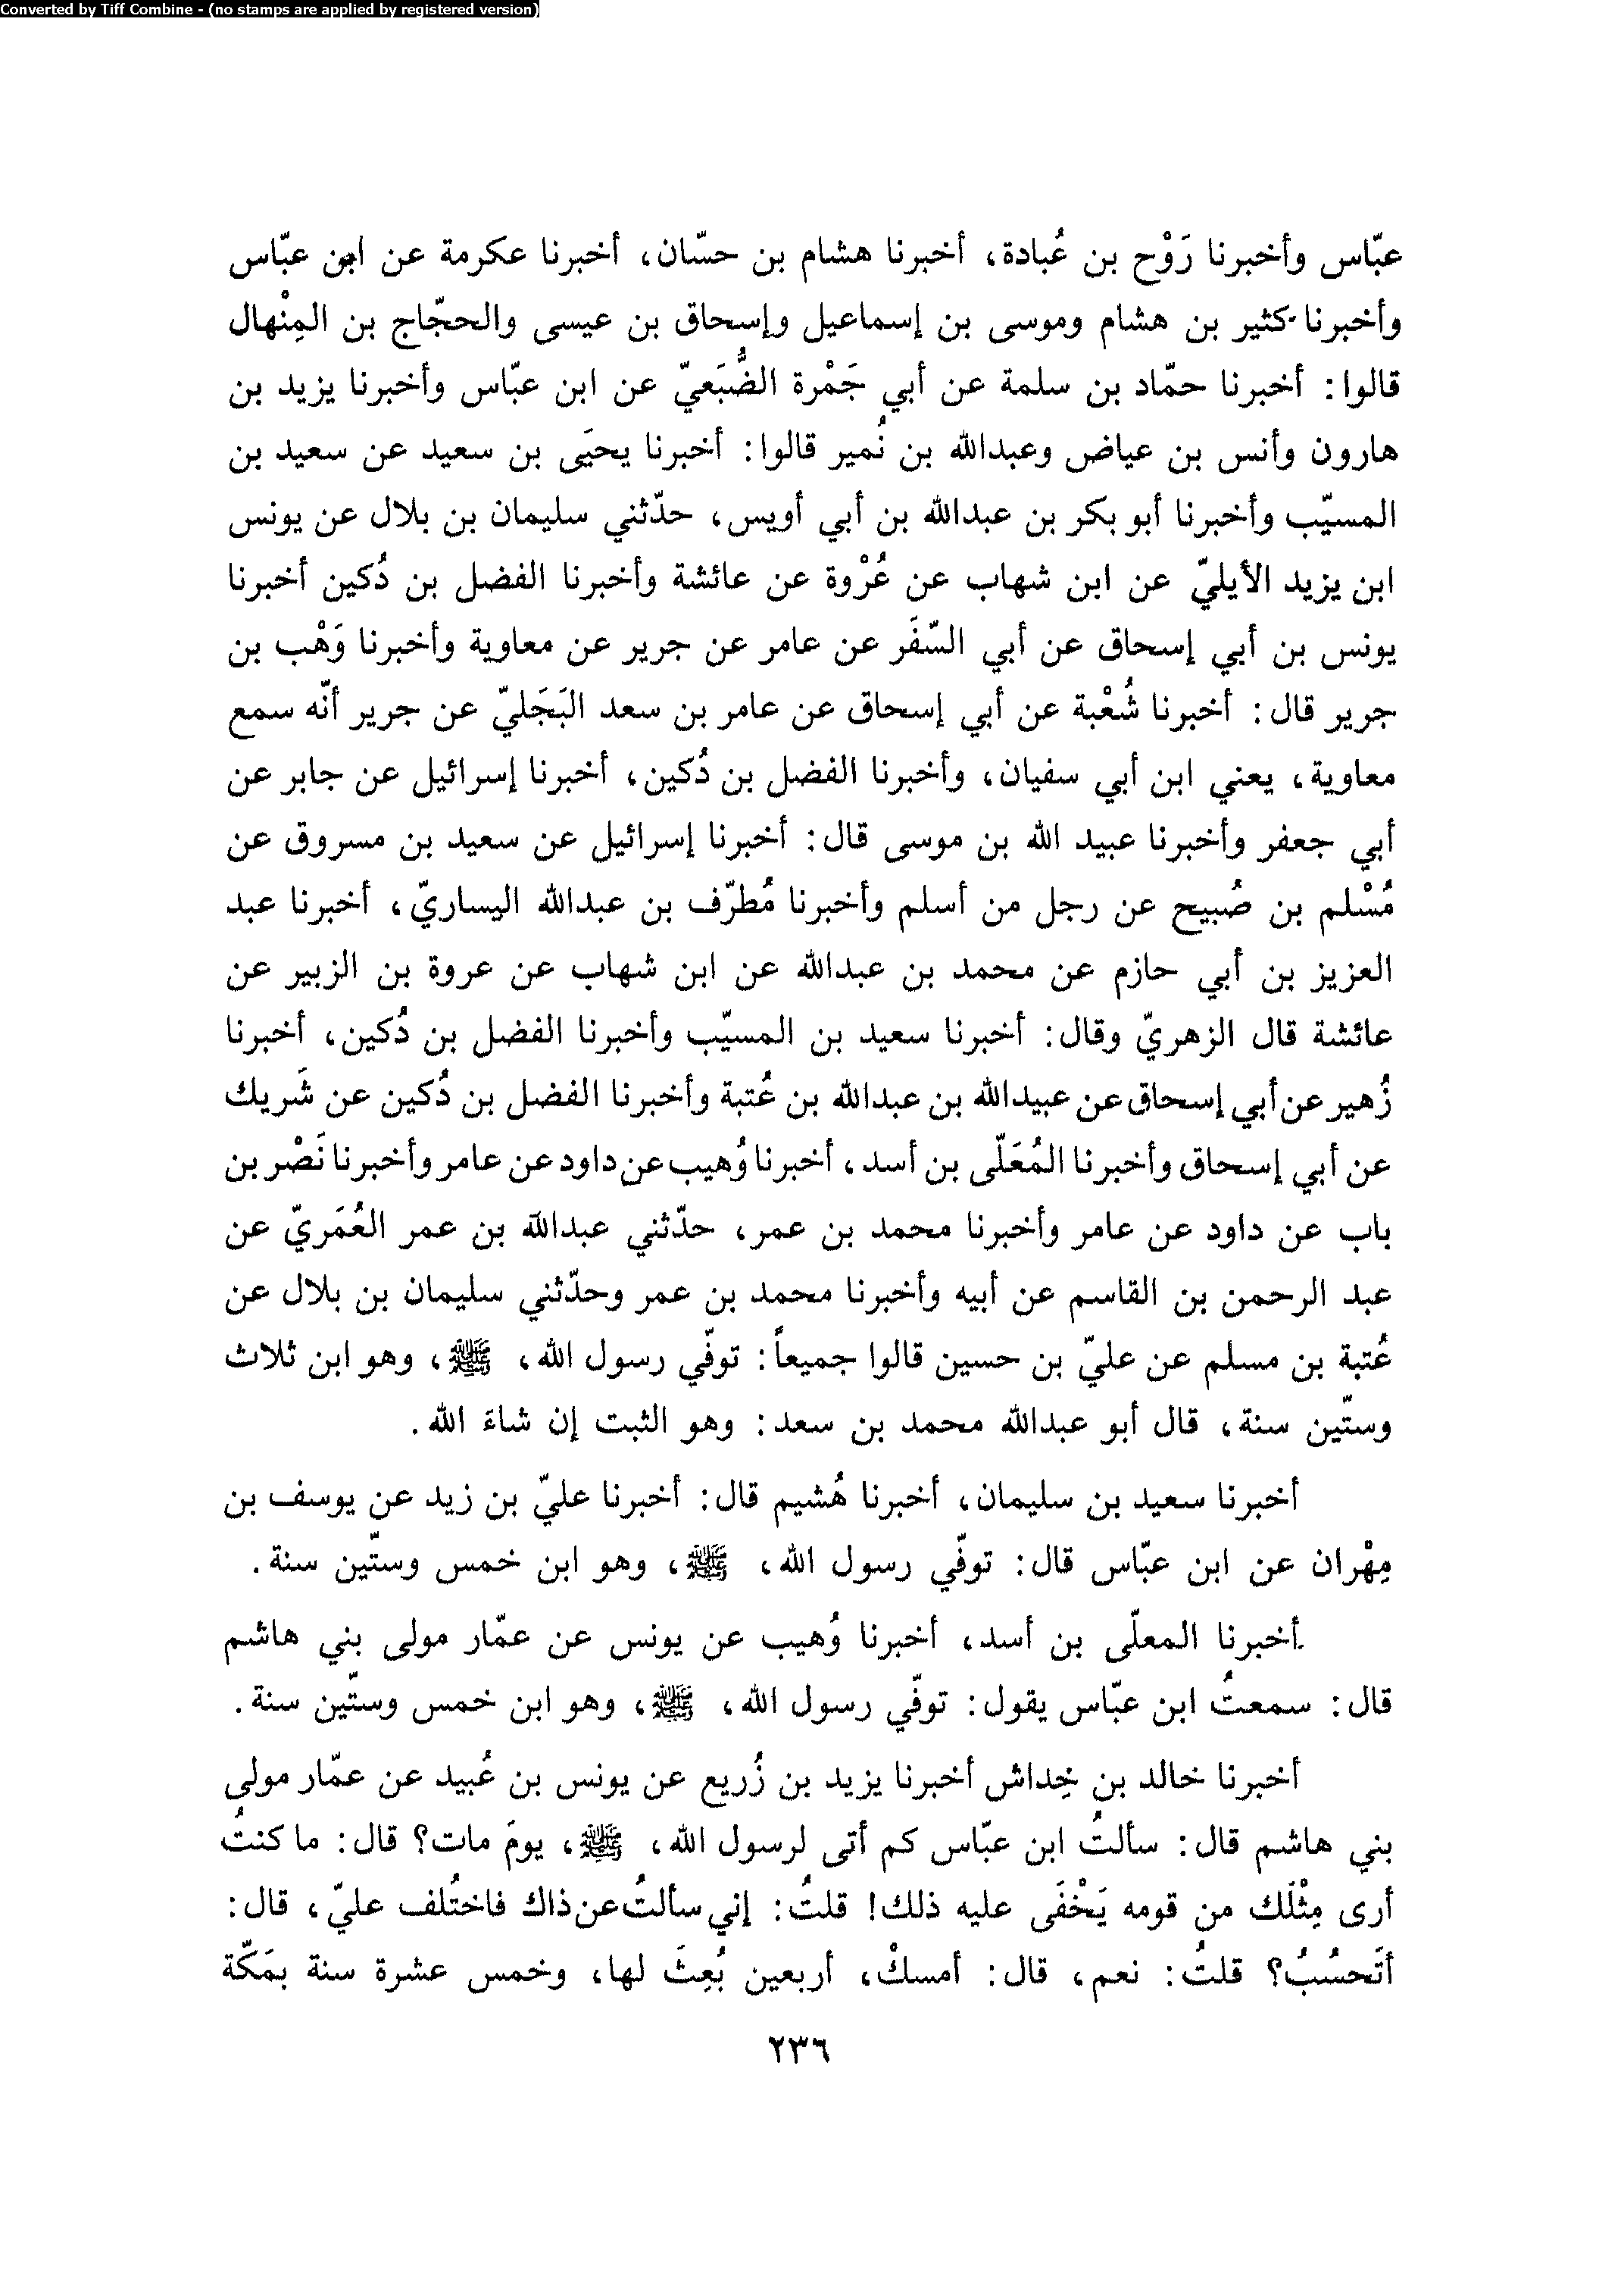 Converted by Tiff Combine - (no stamps are applied by registered version)
عبّاس وأخبرنا رَوْح بن عُبادة، أخبرنا هشام بن حسّان، أخبرنا عكرمة عن ابن عبّاس
وأخبرنا كثير بن هشام وموسى بن إسماعيل وإسحاق بن عيسى والحجّاج بن المِنْهال
قالوا: أخبرنا حمّاد بن سلمة عن أبي جَمْرة الضُّبَعيّ عن ابن عبّاس وأخبرنا يزيد بن
هارون وأنس بن عياض وعبدالله بن نُمير قالوا: أخبرنا يحيَى بن سعيد عن سعيد بن
المسيّب وأخبرنا أبو بكر بن عبدالله بن أبي أويس، حدّثني سليمان بن بلال عن يونس
ابن يزيد الأيليّ عن ابن شهاب عن عُرْوة عن عائشة وأخبرنا الفضل بن دُكين أخبرنا
يونس بن أبي إسحاق عن أبي السّفَر عن عامر عن جرير عن معاوية وأخبرنا وَهْب بن
جرير قال: أخبرنا شُعْبة عن أبي إسحاق عن عامر بن سعد البَجَليّ عن جرير أنّه سمع
معاوية، يعني ابن أبي سفيان، وأخبرنا الفضل بن دُكين، أخبرنا إسرائيل عن جابر عن
أبي جعفر وأخبرنا عبيد الله بن موسى قال: أخبرنا إسرائيل عن سعيد بن مسروق عن
مُسْلم بن صُبيح عن رجل من أسلم وأخبرنا مُطرّف بن عبدالله اليساريّ، أخبرنا عبد
العزيز بن أبي حازم عن محمد بن عبدالله عن ابن شهاب عن عروة بن الزبير عن
عائشة قال الزهريّ وقال: أخبرنا سعيد بن المسيّب وأخبرنا الفضل بن دُكين، أخبرنا
زُهير عن أبي إسحاق عن عبيدالله بن عبدالله بن عُتبة وأخبرنا الفضل بن دُكين عن شَريك
عن أبي إسحاق وأخبرنا المُعَلّى بن أسد، أخبرنا وُهيب عن داود عن عامر وأخبرنا نَصْر بن
باب عن داود عن عامر وأخبرنا محمد بن عمر، حدّثني عبدالله بن عمر العُمَريّ عن
عبد الرحمن بن القاسم عن أبيه وأخبرنا محمد بن عمر وحدّثني سليمان بن بلال عن
عُتبة بن مسلم عن عليّ بن حسين قالوا جميعاً: توفّي رسول الله، ﷺ، وهو ابن ثلاث
وستّين سنة، قال أبو عبدالله محمد بن سعد: وهو الثبت إن شاءَ الله.
أخبرنا سعيد بن سليمان، أخبرنا هُشيم قال: أخبرنا عليّ بن زيد عن يوسف بن
مِهْران عن ابن عبّاس قال: توفّي رسول الله، ﷺ، وهو ابن خمس وستّين سنة.
أخبرنا المعلّى بن أسد، أخبرنا وُهيب عن يونس عن عمّار مولى بني هاشم
قال: سمعتُ ابن عبّاس يقول: توفّي رسول الله، ﷺ، وهو ابن خمس وستّين سنة.
أخبرنا خالد بن خِداش أخبرنا يزيد بن زُريع عن يونس بن عُبيد عن عمّار مولى
بني هاشم قال: سألتُ ابن عبّاس كم أتى لرسول الله، ﷺ، يومَ مات؟ قال: ما كنتُ
أرى مِثْلَك من قومه يَخْفَى عليه ذلك! قلتُ: إني سألتُ عن ذاك فاختُلف عليّ، قال:
أتَحسُبُ؟ قلتُ: نعم، قال: أمسكْ، أربعين بُعِثَ لها، وخمس عشرة سنة بمَكّة
٢٣٦